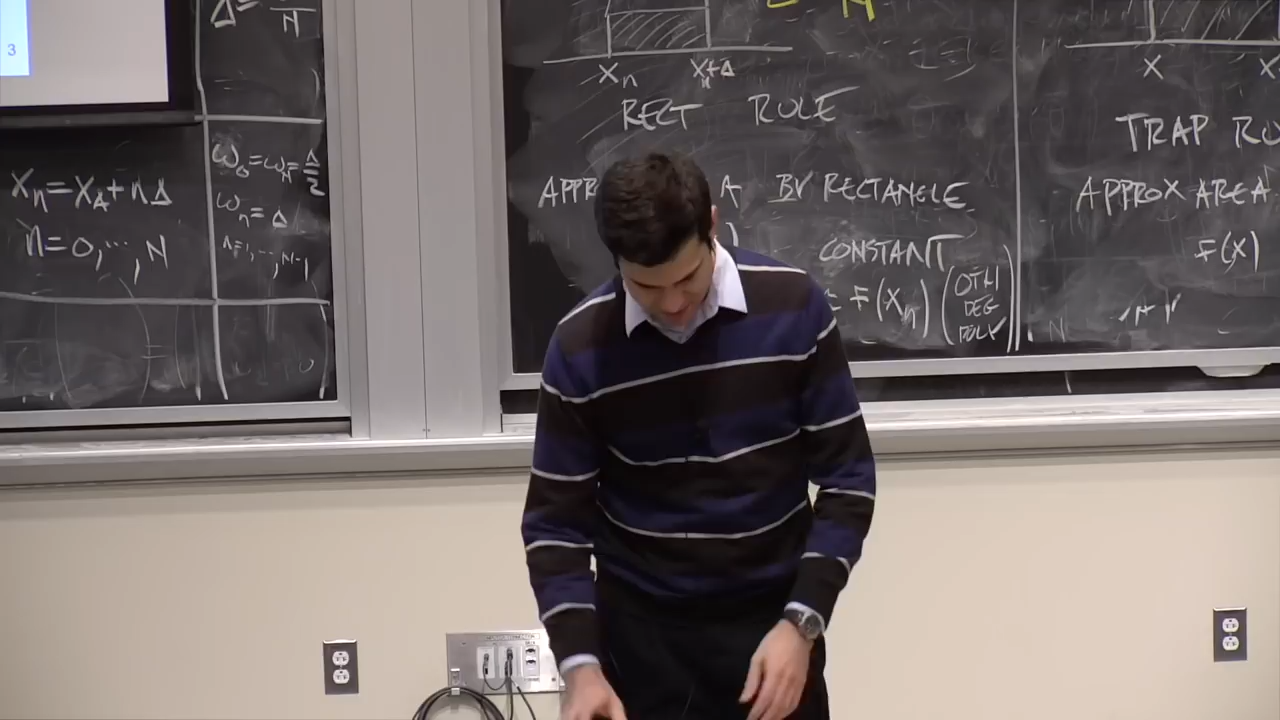 3
Δ= /N
Xn=XA+nΔ
n=0,...,N
ω0=ωN=Δ/2
ωn=Δ
n=1,...,N-1
N
Xn
Xn+Δ
RECT RULE
A BY RECTANGLE
CONSTANT
F(Xn) (0TH
DEG
POLY)
X
TRAP
APPROX AREA
F(X)